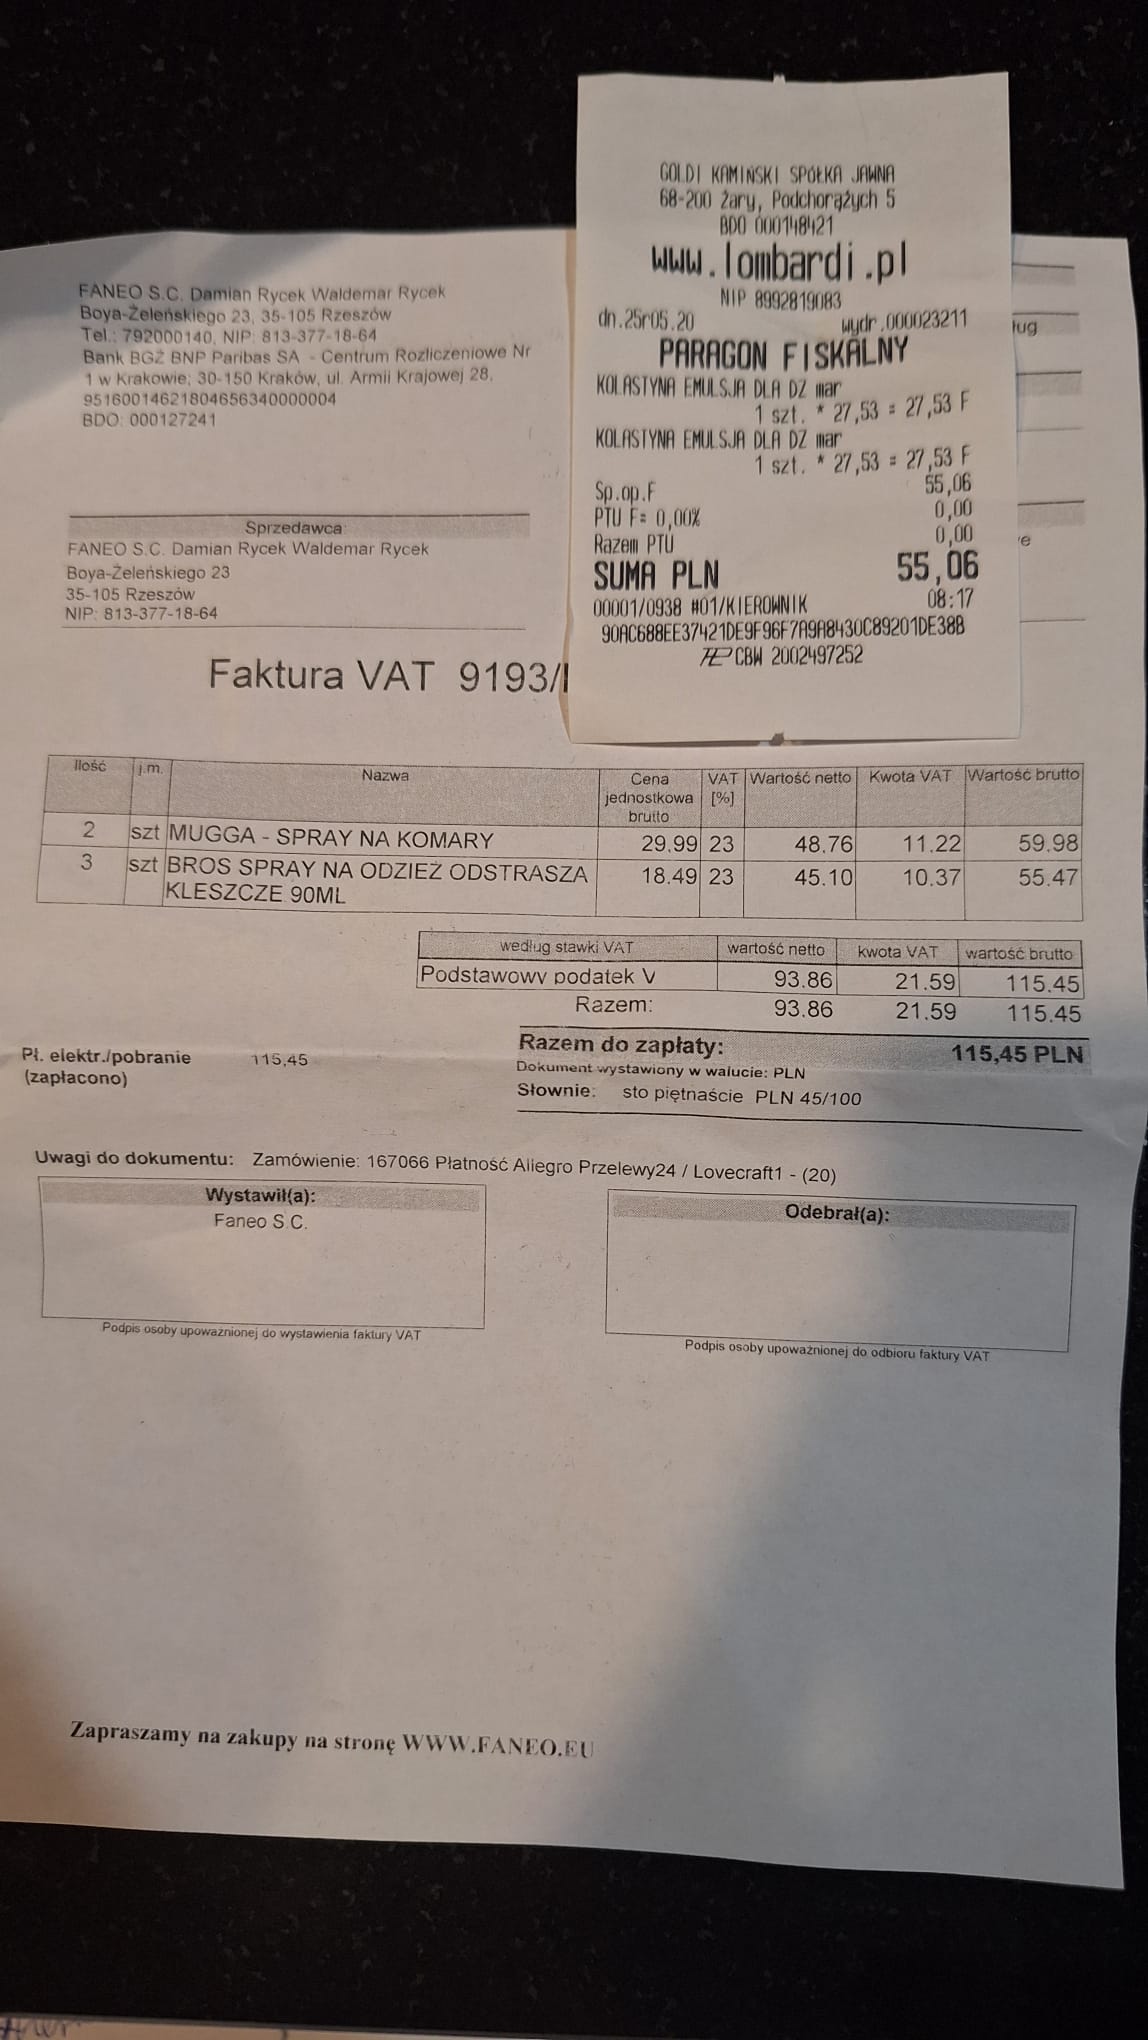 GOLDI KAMIŃSKI SPÓŁKA JAWNA
68-200 Żary, Podchorążych 5
BDO 000148421
www.lombardi.pl
NIP 8992819083
dn.25r05.20 wydr.000023211
PARAGON FISKALNY
KOLASTYNA EMULSJA DLA DZ mar
1 szt. * 27,53 = 27,53 F
KOLASTYNA EMULSJA DLA DZ mar
1 szt. * 27,53 = 27,53 F
Sp.op.F 55,06
PTU F= 0,00% 0,00
Razem PTU 0,00
SUMA PLN 55,06
00001/0938 #01/KIEROWNIK 08:17
90AC688EE37421DE9F96F7A9A8430C89201DE38B
CBW 2002497252
FANEO S.C. Damian Rycek Waldemar Rycek
Boya-Żeleńskiego 23, 35-105 Rzeszów
Tel.: 792000140, NIP: 813-377-18-64
Bank BGŻ BNP Paribas SA - Centrum Rozliczeniowe Nr
1 w Krakowie; 30-150 Kraków, ul. Armii Krajowej 28,
95160014621804656340000004
BDO: 000127241
Sprzedawca:
FANEO S.C. Damian Rycek Waldemar Rycek
Boya-Żeleńskiego 23
35-105 Rzeszów
NIP: 813-377-18-64
Faktura VAT 9193/
Ilość j.m. Nazwa Cena jednostkowa brutto VAT [%] Wartość netto Kwota VAT Wartość brutto
2 szt MUGGA - SPRAY NA KOMARY 29.99 23 48.76 11.22 59.98
3 szt BROS SPRAY NA ODZIEŻ ODSTRASZA 18.49 23 45.10 10.37 55.47
KLESZCZE 90ML
według stawki VAT wartość netto kwota VAT wartość brutto
Podstawowy podatek V 93.86 21.59 115.45
Razem: 93.86 21.59 115.45
Razem do zapłaty: 115,45 PLN
Pł. elektr./pobranie 115,45
(zapłacono)
Dokument wystawiony w walucie: PLN
Słownie: sto piętnaście PLN 45/100
Uwagi do dokumentu: Zamówienie: 167066 Płatność Allegro Przelewy24 / Lovecraft1 - (20)
Wystawił(a):
Faneo S.C.
Podpis osoby upoważnionej do wystawienia faktury VAT
Odebrał(a):
Podpis osoby upoważnionej do odbioru faktury VAT
Zapraszamy na zakupy na stronę WWW.FANEO.EU